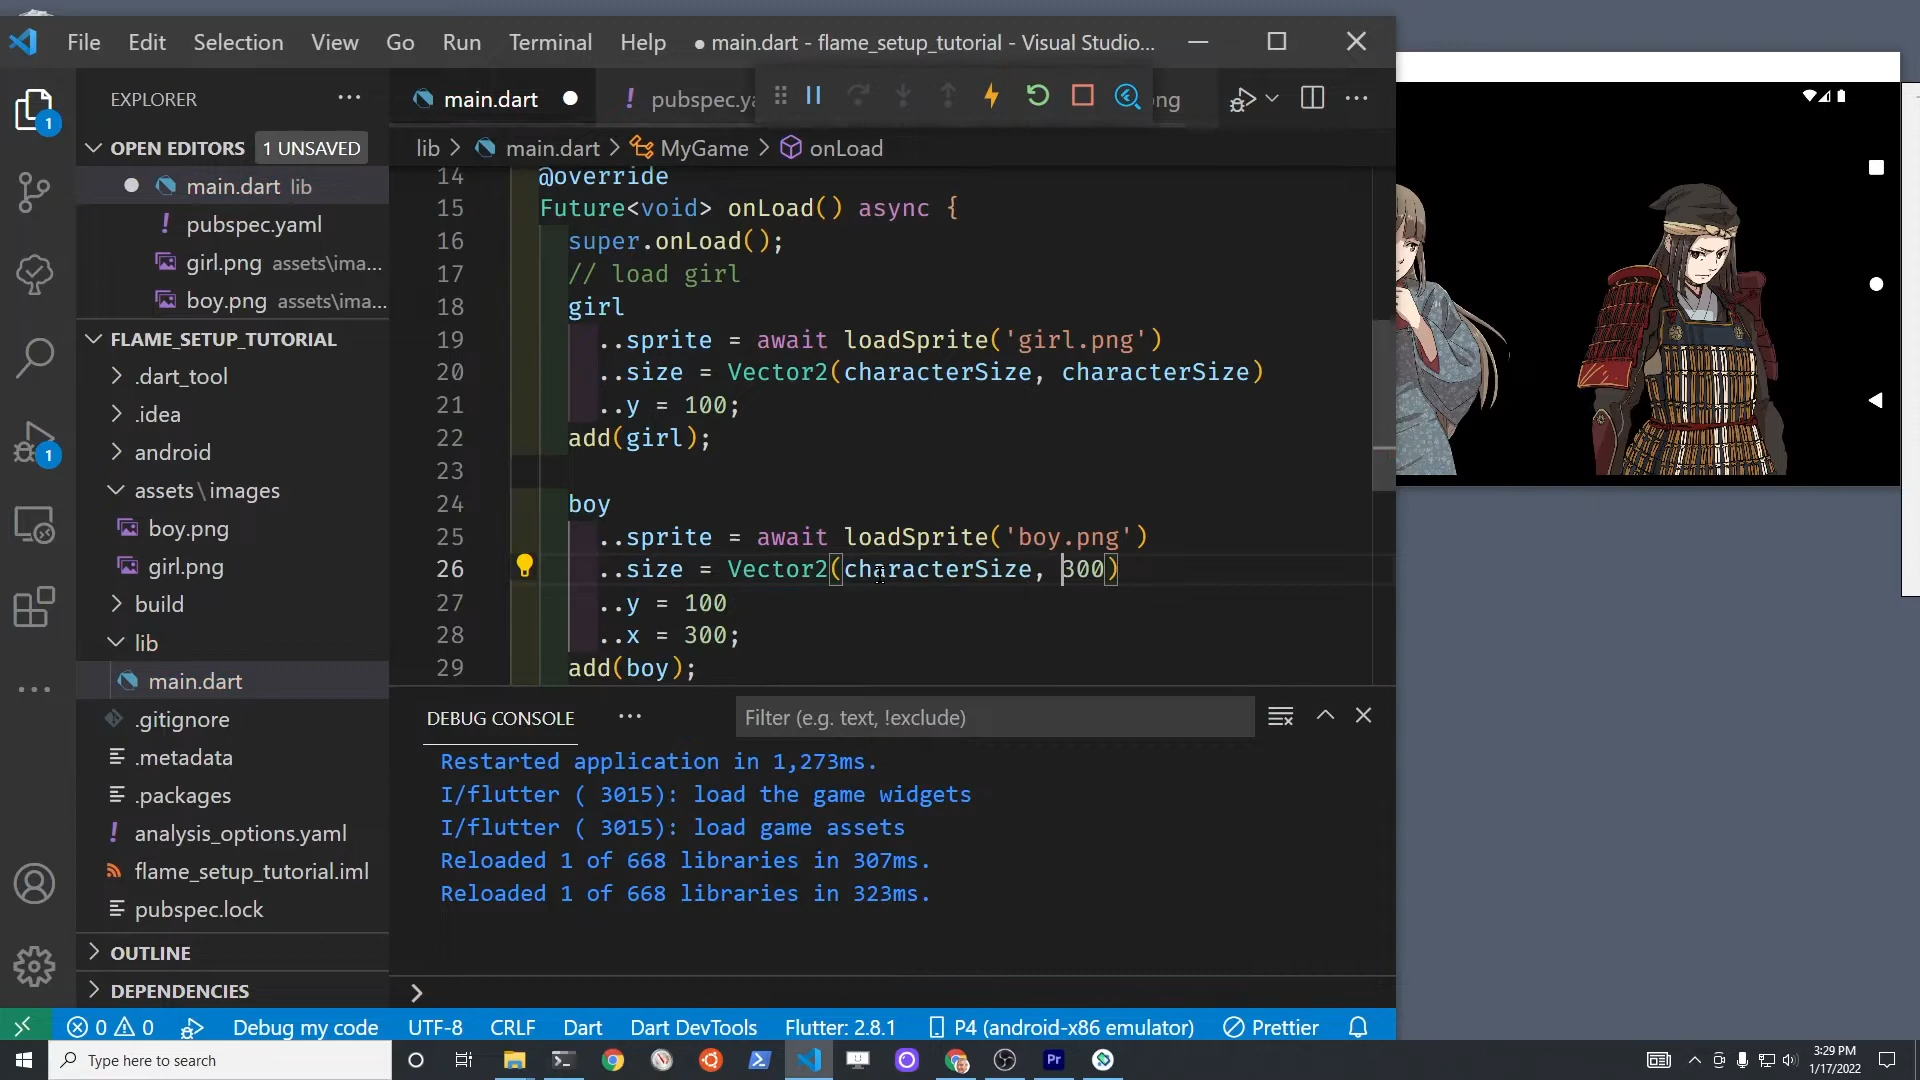 File Edit Selection View Go Run Terminal Help ● main.dart - flame_setup_tutorial - Visual Studio...
EXPLORER
main.dart
pubspec.ya
ng
OPEN EDITORS 1 UNSAVED
main.dart lib
pubspec.yaml
girl.png assets\ima...
boy.png assets\ima...
FLAME_SETUP_TUTORIAL
.dart_tool
.idea
android
assets\images
boy.png
girl.png
build
lib
main.dart
.gitignore
.metadata
.packages
analysis_options.yaml
flame_setup_tutorial.iml
pubspec.lock
OUTLINE
DEPENDENCIES
1
1
lib > main.dart > MyGame > onLoad
14 @override
15 Future<void> onLoad() async {
16 super.onLoad();
17 // load girl
18 girl
19 ..sprite = await loadSprite('girl.png')
20 ..size = Vector2(characterSize, characterSize)
21 ..y = 100;
22 add(girl);
23
24 boy
25 ..sprite = await loadSprite('boy.png')
26 ..size = Vector2(characterSize, 300)
27 ..y = 100
28 ..x = 300;
29 add(boy);
DEBUG CONSOLE
Filter (e.g. text, !exclude)
Restarted application in 1,273ms.
I/flutter ( 3015): load the game widgets
I/flutter ( 3015): load game assets
Reloaded 1 of 668 libraries in 307ms.
Reloaded 1 of 668 libraries in 323ms.
0 0 Debug my code UTF-8 CRLF Dart Dart DevTools Flutter: 2.8.1 P4 (android-x86 emulator) Prettier
Type here to search
Pr
3:29 PM
1/17/2022